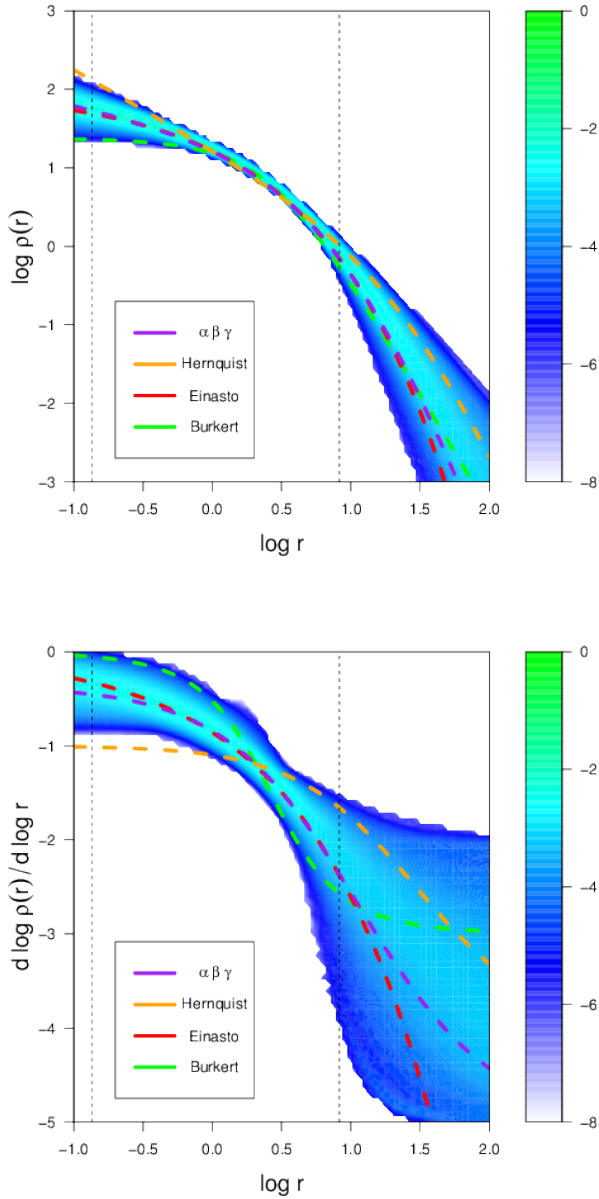 3
2
1
0
−1
−2
−3
log ρ(r)
−1.0 −0.5 0.0 0.5 1.0 1.5 2.0
log r
α β γ
Hernquist
Einasto
Burkert
0
−2
−4
−6
−8
0
−1
−2
−3
−4
−5
d log ρ(r) / d log r
−1.0 −0.5 0.0 0.5 1.0 1.5 2.0
log r
α β γ
Hernquist
Einasto
Burkert
0
−2
−4
−6
−8